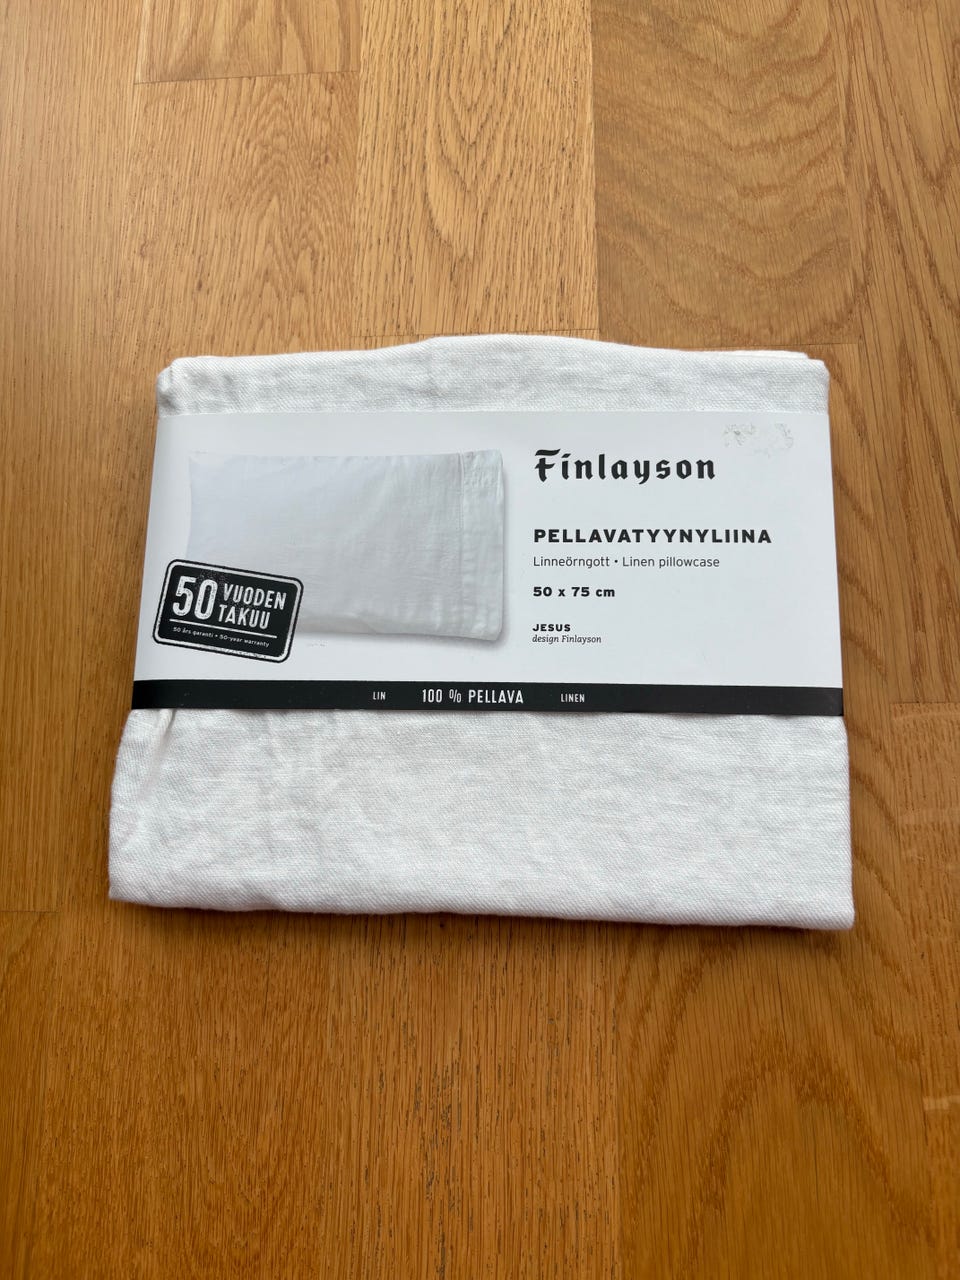 Finlayson
PELLAVATYYNYLIINA
Linneörngott • Linen pillowcase
50 x 75 cm
JESUS
design Finlayson
50 VUODEN
TAKUU
50 års garanti • 50-year warranty
LIN 100 % PELLAVA LINEN